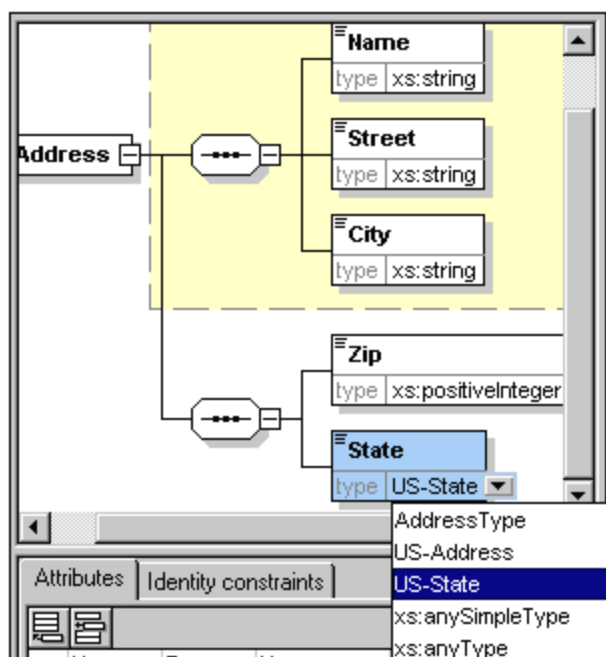 Name
type xs:string
Address
Street
type xs:string
City
type xs:string
Zip
type xs:positiveInteger
State
type US-State
AddressType
US-Address
US-State
xs:anySimpleType
xs:anyType
Attributes Identity constraints